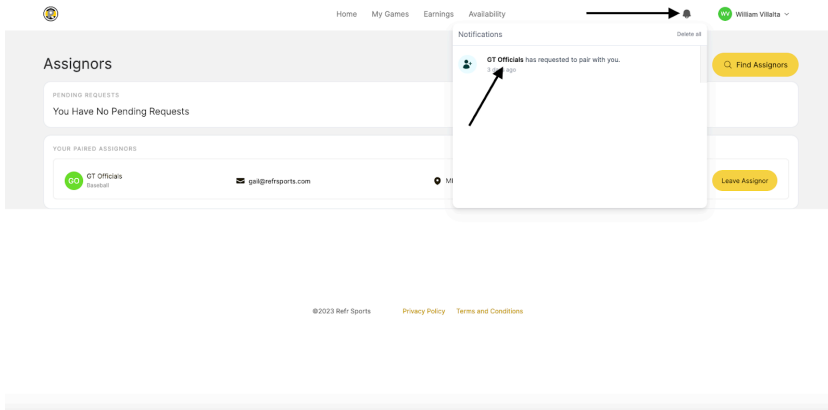 Home My Games Earnings Availability
WV William Villalta
Notifications Delete all
GT Officials has requested to pair with you.
3 ago
Assignors
Find Assignors
PENDING REQUESTS
You Have No Pending Requests
YOUR PAIRED ASSIGNORS
GO GT Officials
Baseball
gail@refrsports.com
Leave Assignor
©2023 Refr Sports Privacy Policy Terms and Conditions